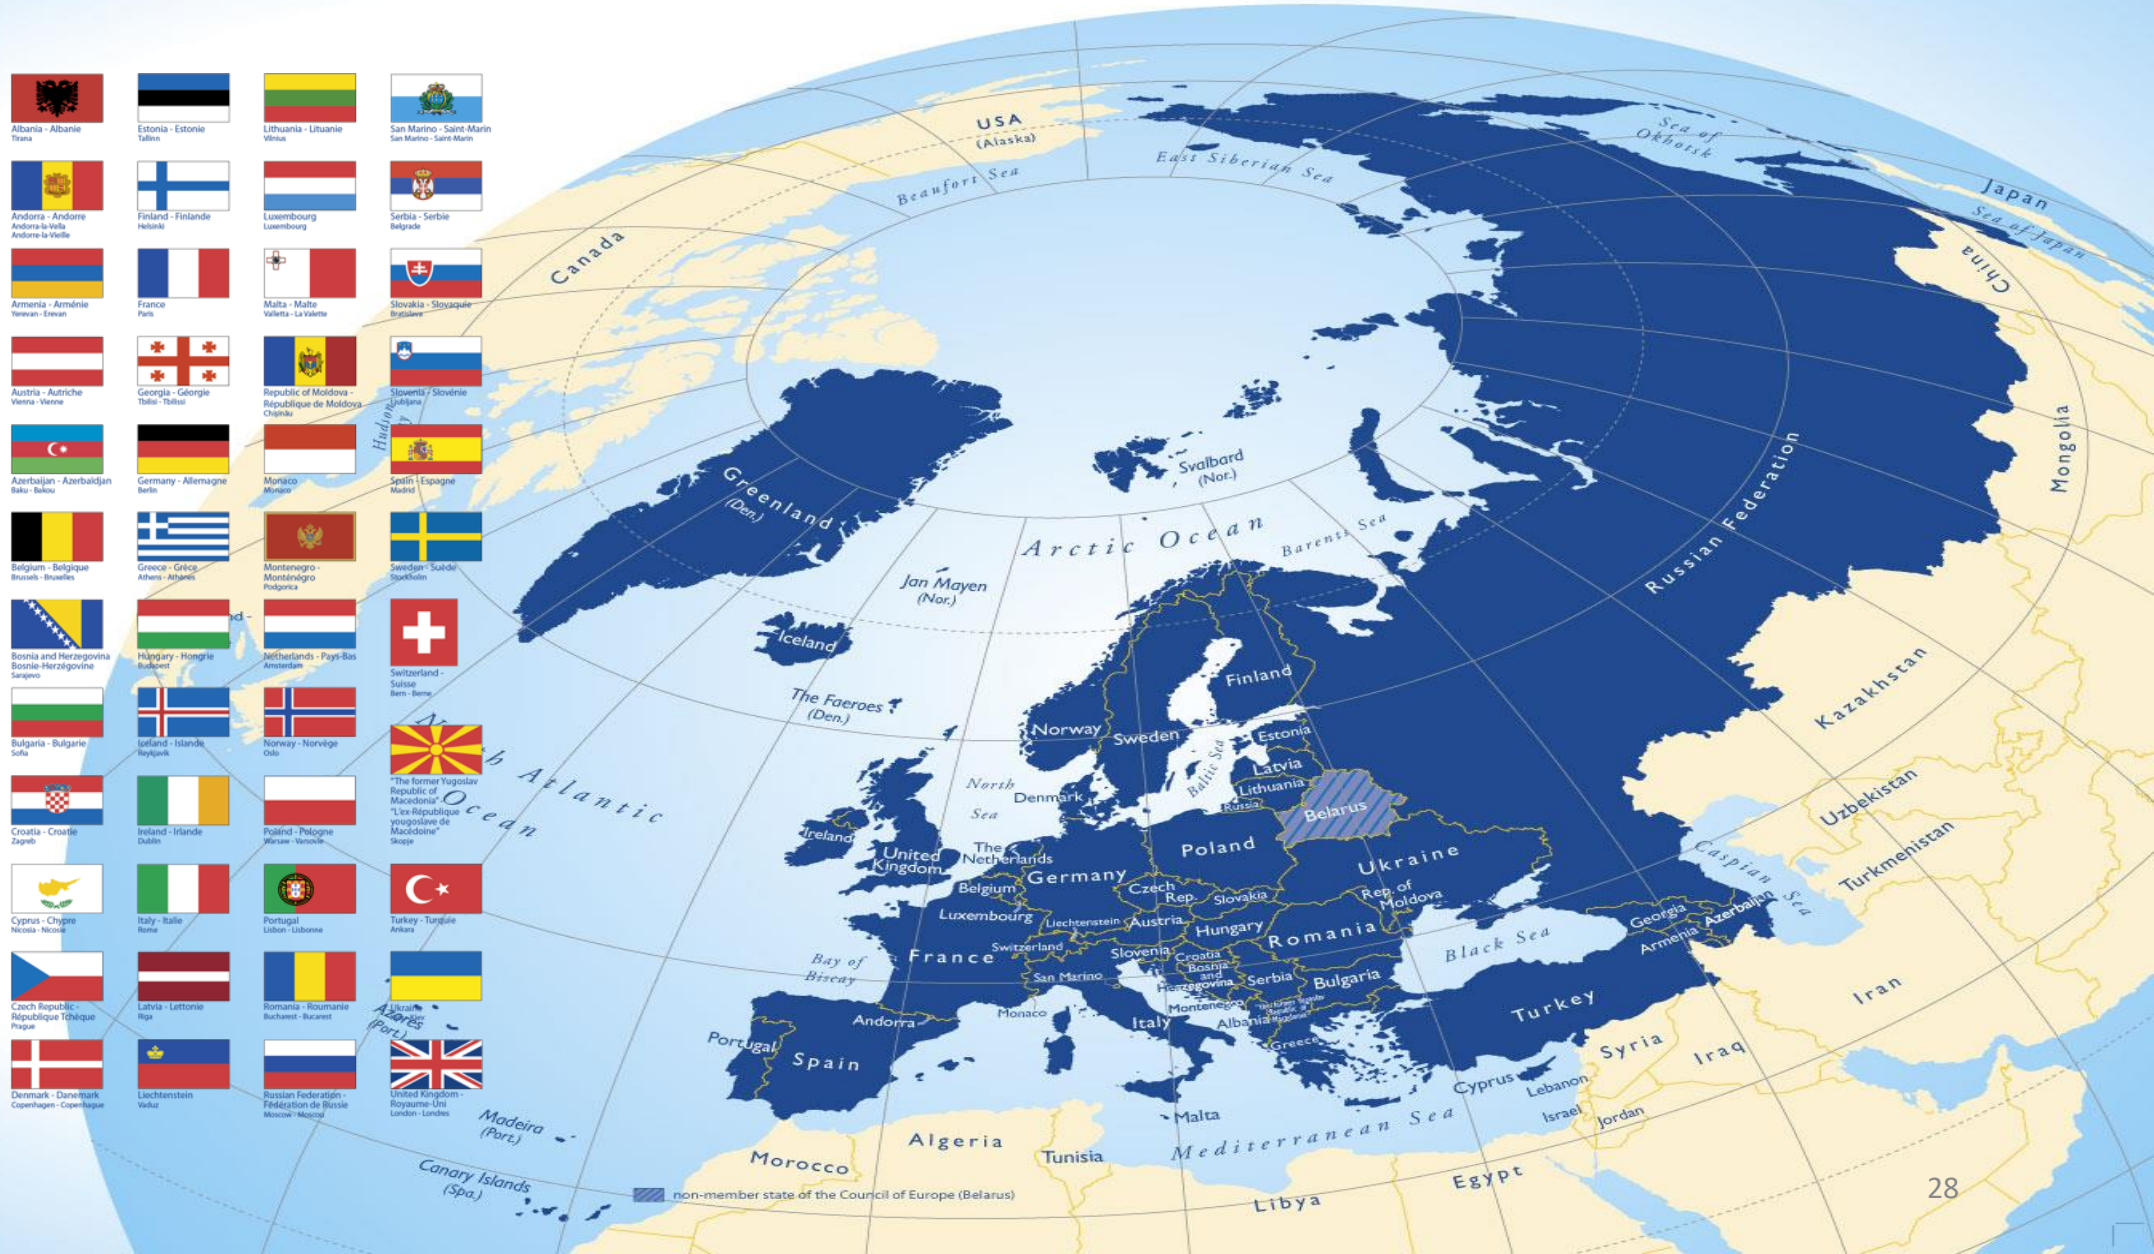 Albania - Albanie
Tirana
Andorra - Andorre
Andorra-la-Vella
Andorre-la-Vieille
Armenia - Arménie
Yerevan - Erevan
Austria - Autriche
Vienna - Vienne
Azerbaijan - Azerbaïdjan
Baku - Bakou
Belgium - Belgique
Brussels - Bruxelles
Bosnia and Herzegovina
Bosnie-Herzégovine
Sarajevo
Bulgaria - Bulgarie
Sofia
Croatia - Croatie
Zagreb
Cyprus - Chypre
Nicosia - Nicosie
Czech Republic -
République Tchèque
Prague
Denmark - Danemark
Copenhagen - Copenhague
Estonia - Estonie
Tallinn
Finland - Finlande
Helsinki
France
Paris
Georgia - Géorgie
Tbilisi - Tbilissi
Germany - Allemagne
Berlin
Greece - Grèce
Athens - Athènes
Hungary - Hongrie
Budapest
Iceland - Islande
Reykjavik
Ireland - Irlande
Dublin
Italy - Italie
Rome
Latvia - Lettonie
Riga
Liechtenstein
Vaduz
Lithuania - Lituanie
Vilnius
Luxembourg
Luxembourg
Malta - Malte
Valletta - La Valette
Republic of Moldova -
République de Moldova
Chişinău
Monaco
Monaco
Montenegro -
Monténégro
Podgorica
Netherlands - Pays-Bas
Amsterdam
Norway - Norvège
Oslo
Poland - Pologne
Warsaw - Varsovie
Portugal
Lisbon - Lisbonne
Romania - Roumanie
Bucharest - Bucarest
Russian Federation -
Fédération de Russie
Moscow - Moscou
San Marino - Saint-Marin
San Marino - Saint-Marin
Serbia - Serbie
Belgrade
Slovakia - Slovaquie
Bratislava
Slovenia - Slovénie
Ljubljana
Spain - Espagne
Madrid
Sweden - Suède
Stockholm
Switzerland -
Suisse
Bern - Berne
"The former Yugoslav
Republic of
Macedonia"
"L'ex-République
yougoslave de
Macédoine"
Skopje
Turkey - Turquie
Ankara
Ukraine
United Kingdom -
Royaume-Uni
London - Londres
USA
(Alaska)
Beaufort Sea
East Siberian Sea
Sea of
Okhotsk
Japan
Sea of Japan
China
Canada
Mongolia
Hudson
Greenland
(Den.)
Svalbard
(Nor.)
Arctic Ocean
Barents Sea
Russian Federation
Jan Mayen
(Nor.)
Iceland
The Faeroes
(Den.)
Kazakhstan
Finland
Norway
Sweden
Estonia
Baltic Sea
Latvia
Lithuania
Russia
Belarus
North
Sea
Denmark
Atlantic
Ocean
Uzbekistan
Turkmenistan
Caspian Sea
Ireland
United
Kingdom
The
Netherlands
Poland
Ukraine
Germany
Belgium
Czech
Rep.
Slovakia
Rep. of
Moldova
Luxembourg
Liechtenstein
Austria
Hungary
Romania
Georgia
Azerbaijan
Armenia
Switzerland
Slovenia
Croatia
France
Bay of
Biscay
San Marino
Bosnia
and
Herzegovina
Serbia
Bulgaria
Black Sea
Monaco
Montenegro
Italy
Albania
Andorra
Greece
Turkey
Iran
Azores
(Port.)
Portugal
Spain
Syria
Iraq
Cyprus
Lebanon
Israel
Jordan
Malta
Mediterranean Sea
Madeira
(Port.)
Algeria
Tunisia
Morocco
Canary Islands
(Spa.)
Egypt
Libya
non-member state of the Council of Europe (Belarus)
28